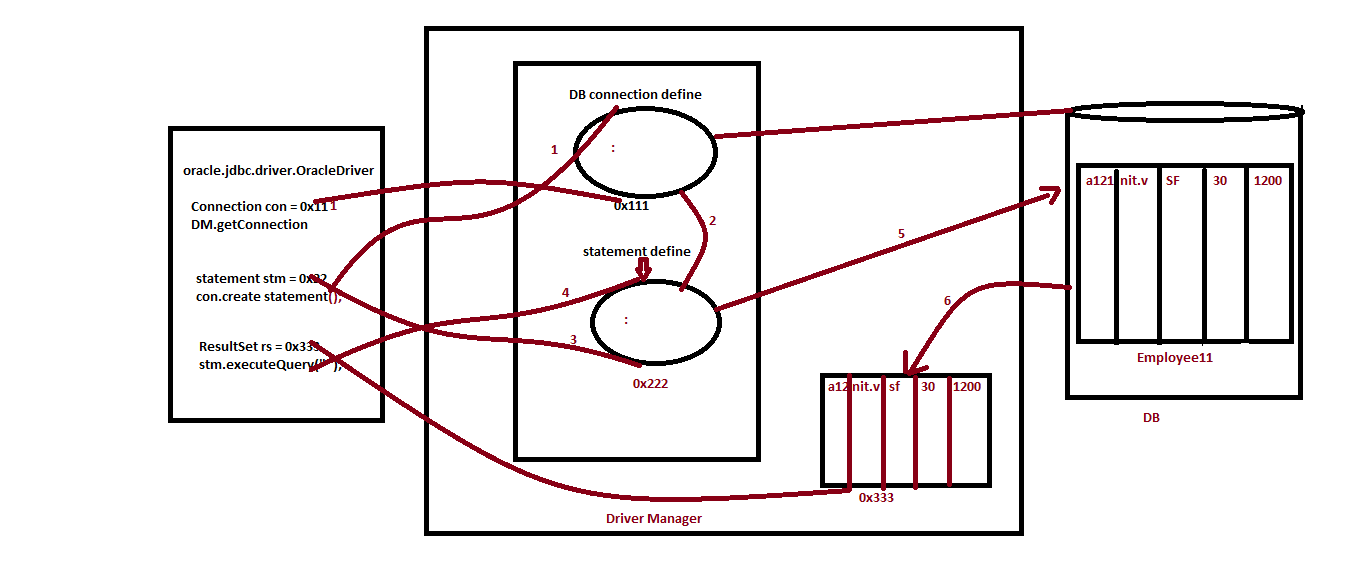 oracle.jdbc.driver.OracleDriver
Connection con = 0x111
DM.getConnection
statement stm = 0x22
con.create statement();
ResultSet rs = 0x333
stm.executeQuery(
DB connection define
1
:
0x111
2
statement define
4
:
3
0x222
5
6
a12 nit.v sf 30 1200
0x333
Driver Manager
a121 nit.v SF 30 1200
Employee11
DB